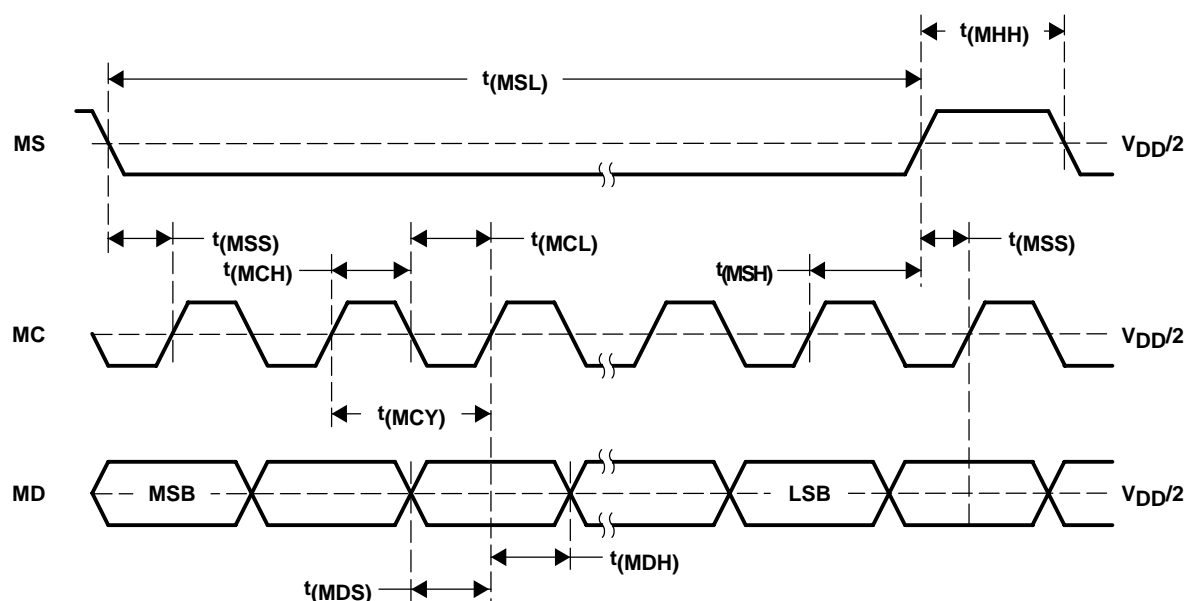 t(MHH)
t(MSL)
MS
VDD/2
t(MSS)
t(MCL)
t(MSS)
t(MCH)
t(MSH)
MC
VDD/2
t(MCY)
MD
MSB
LSB
VDD/2
t(MDH)
t(MDS)